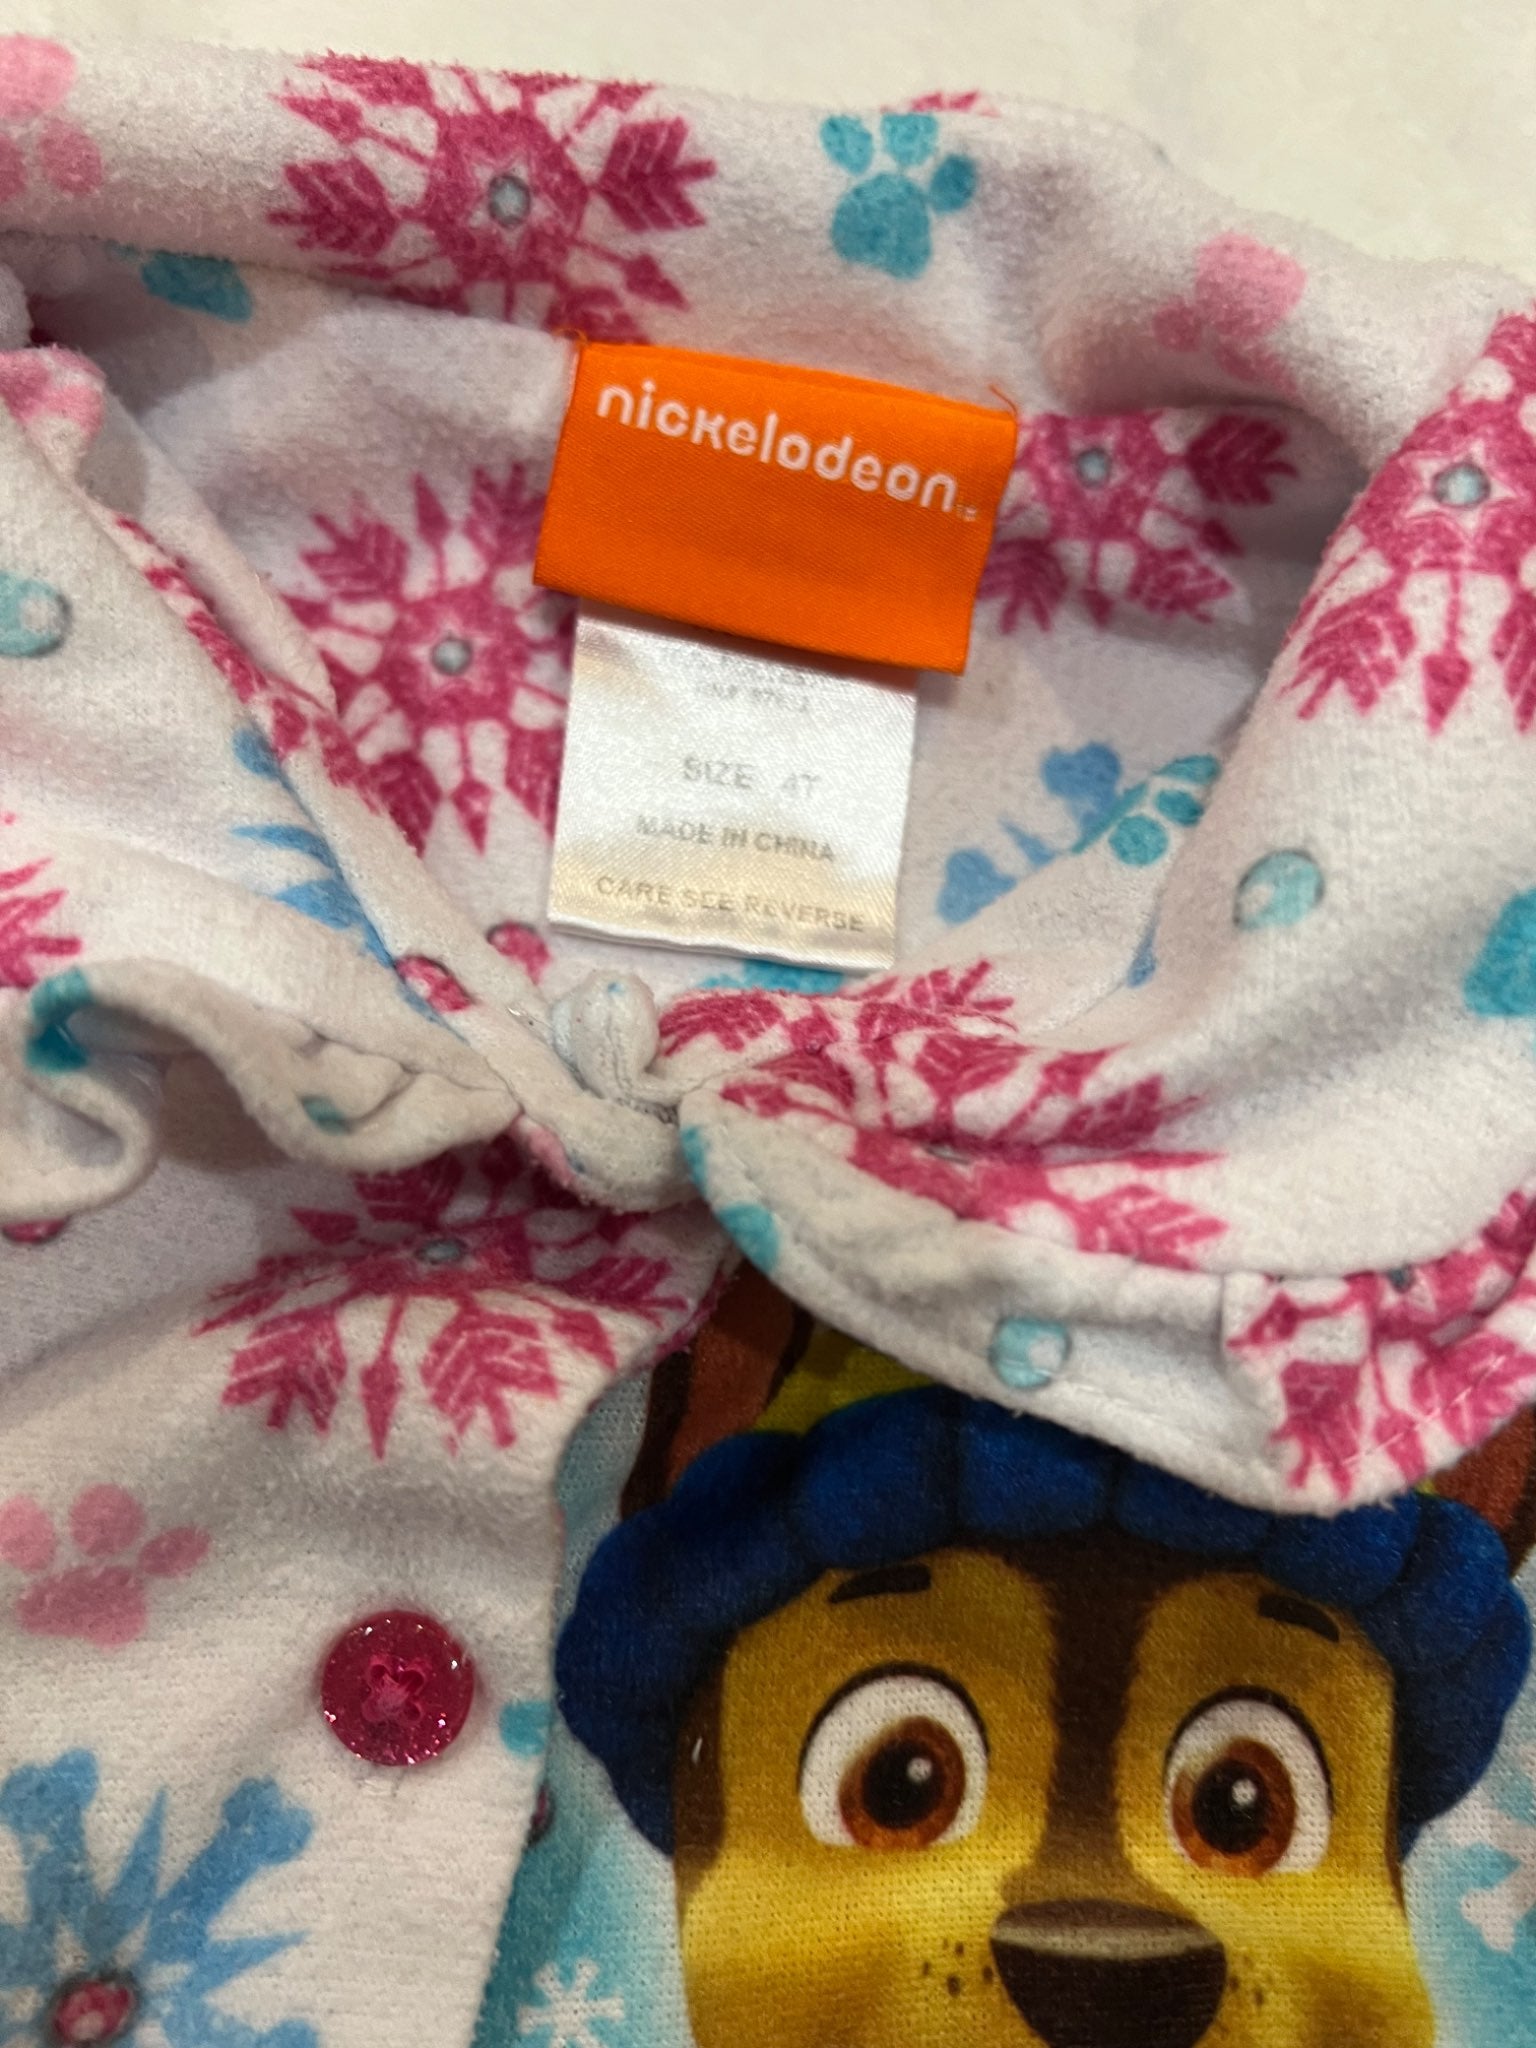 nickelodeon
SIZE 4T
MADE IN CHINA
CARE SEE REVERSE